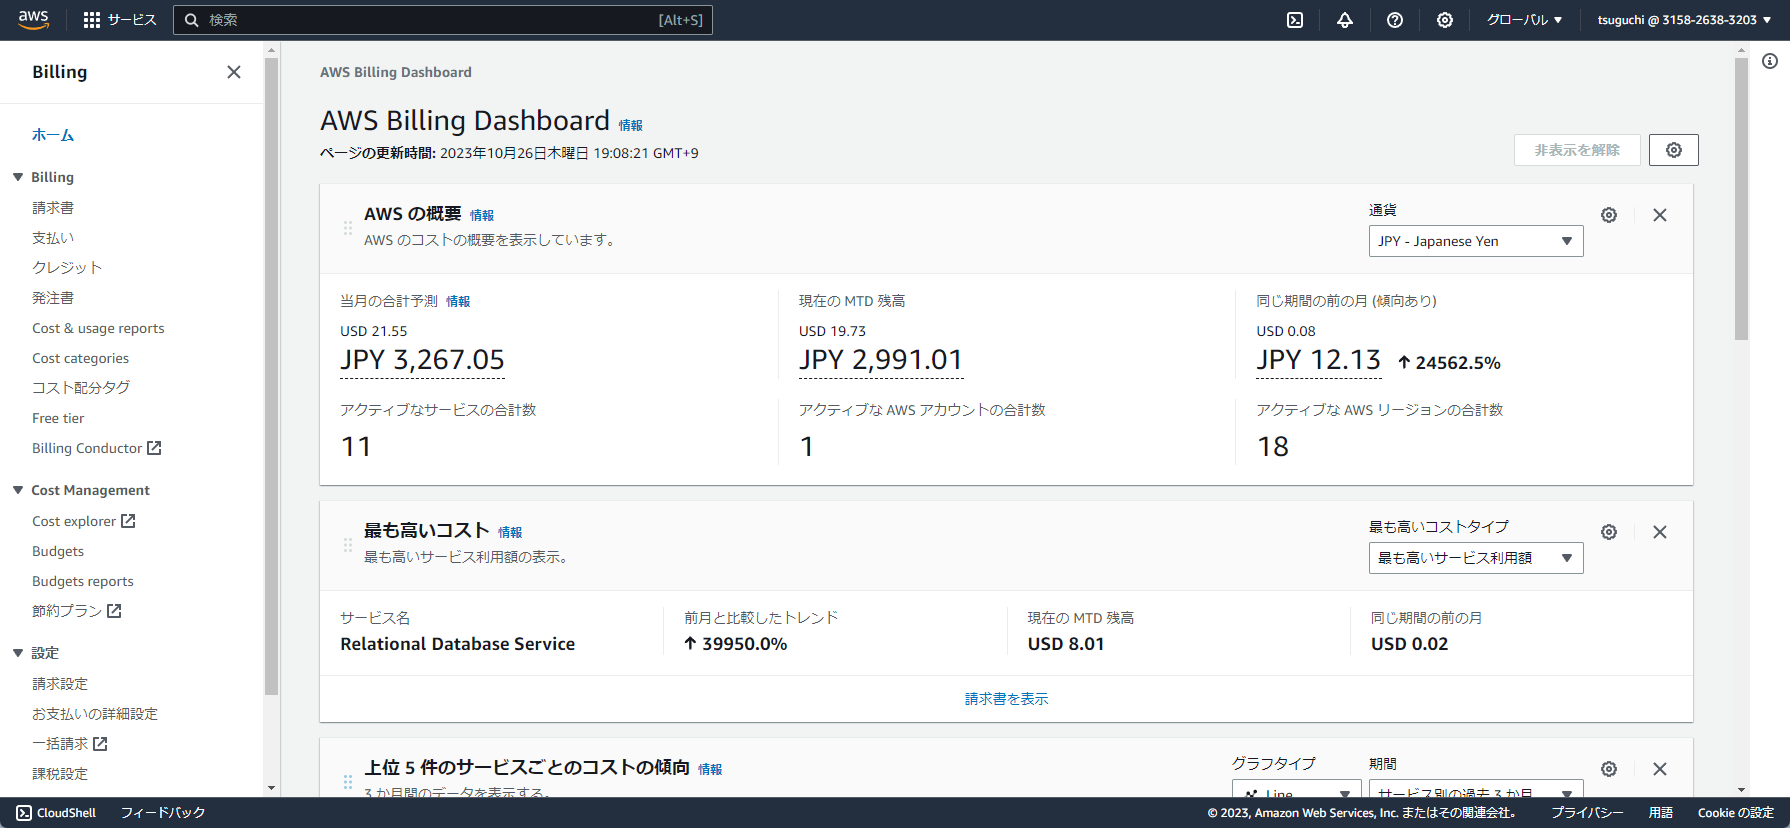 aws
サービス
検索
[Alt+S]
グローバル
tsuguchi @ 3158-2638-3203
Billing
ホーム
Billing
請求書
支払い
クレジット
発注書
Cost & usage reports
Cost categories
コスト配分タグ
Free tier
Billing Conductor
Cost Management
Cost explorer
Budgets
Budgets reports
節約プラン
設定
請求設定
お支払いの詳細設定
一括請求
課税設定
AWS Billing Dashboard
AWS Billing Dashboard 情報
ページの更新時間: 2023年10月26日木曜日 19:08:21 GMT+9
非表示を解除
AWS の概要 情報
AWS のコストの概要を表示しています。
通貨
JPY - Japanese Yen
当月の合計予測 情報
USD 21.55
JPY 3,267.05
現在の MTD 残高
USD 19.73
JPY 2,991.01
同じ期間の前の月 (傾向あり)
USD 0.08
JPY 12.13 ↑ 24562.5%
アクティブなサービスの合計数
11
アクティブな AWS アカウントの合計数
1
アクティブな AWS リージョンの合計数
18
最も高いコスト 情報
最も高いサービス利用額の表示。
最も高いコストタイプ
最も高いサービス利用額
サービス名
Relational Database Service
前月と比較したトレンド
↑ 39950.0%
現在の MTD 残高
USD 8.01
同じ期間の前の月
USD 0.02
請求書を表示
上位 5 件のサービスごとのコストの傾向 情報
3 か月間のデータを表示する。
グラフタイプ
Line
期間
サービス別の過去 3 か月
CloudShell
フィードバック
© 2023, Amazon Web Services, Inc. またはその関連会社。
プライバシー
用語
Cookie の設定